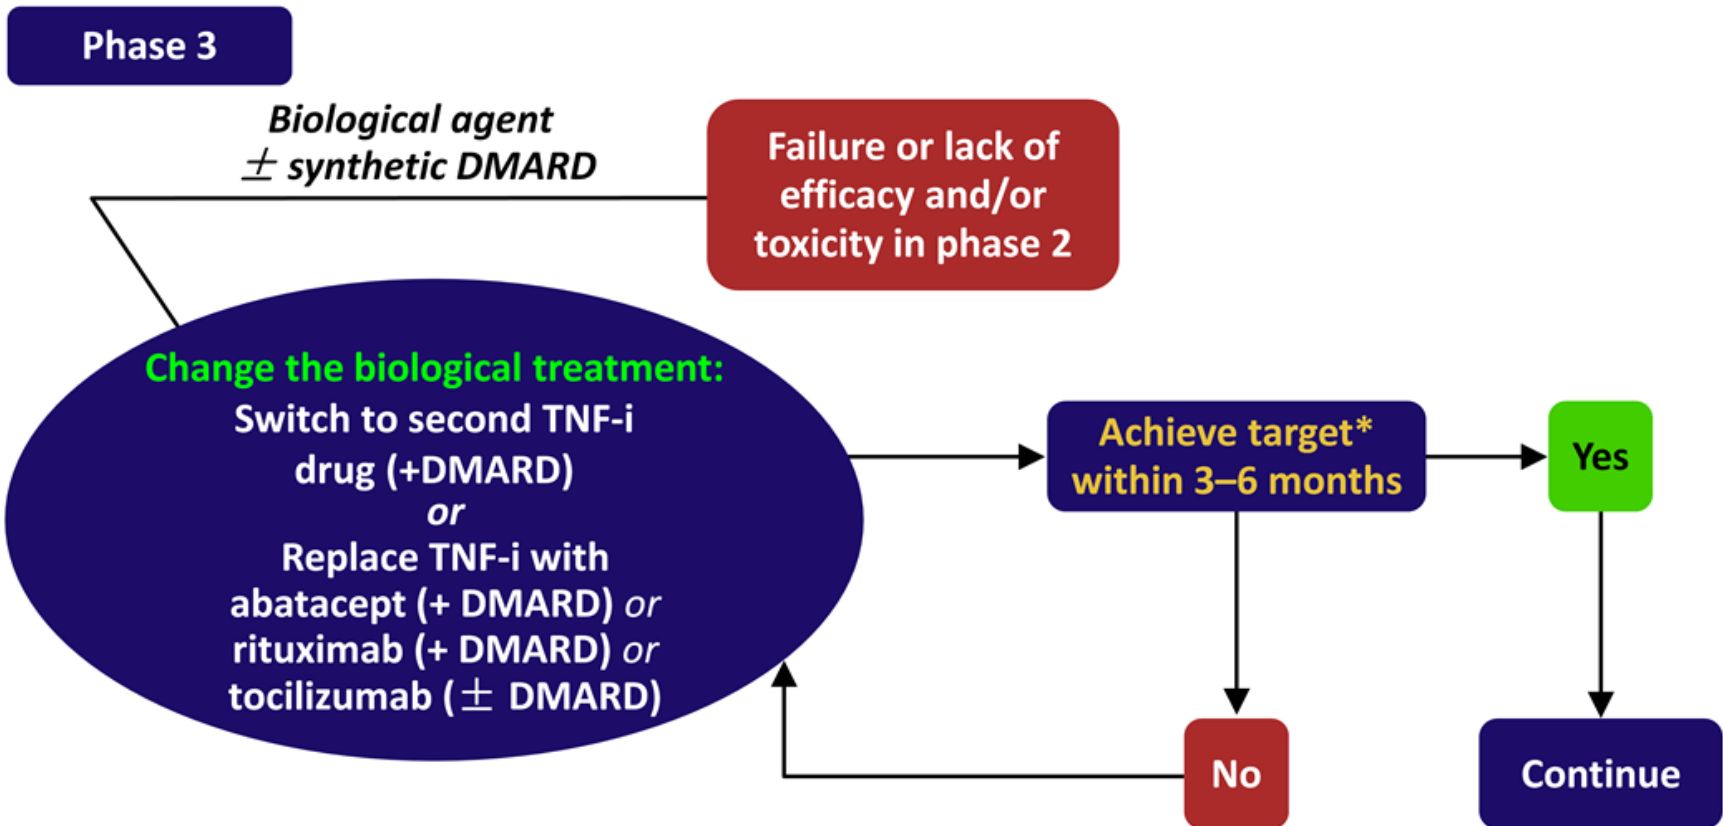 Phase 3
Biological agent
± synthetic DMARD
Failure or lack of
efficacy and/or
toxicity in phase 2
Change the biological treatment:
Switch to second TNF-i
drug (+DMARD)
or
Replace TNF-i with
abatacept (+ DMARD) or
rituximab (+ DMARD) or
tocilizumab (± DMARD)
Achieve target*
within 3–6 months
Yes
No
Continue